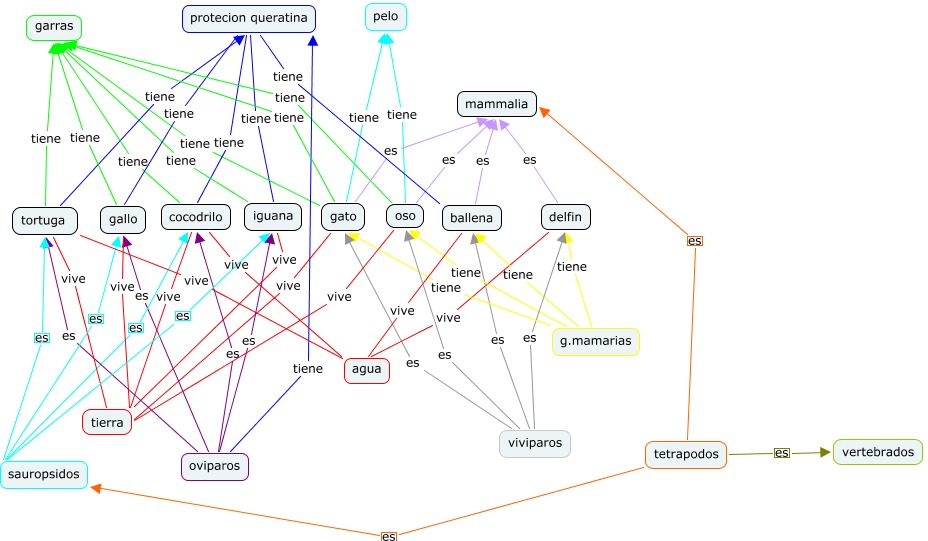 garras
protecion queratina
pelo
tiene
mammalia
tiene
tiene
tiene
tiene
tiene
tiene
tiene
tiene
tiene
tiene
tiene
tiene
tiene
es
es
es
es
tortuga
gallo
cocodrilo
iguana
gato
oso
ballena
delfin
es
vive
vive
vive
vive
vive
vive
es
vive
tiene
tiene
tiene
tiene
vive
vive
es
es
es
es
es
es
es
es
g.mamarias
agua
tiene
es
es
es
es
tierra
viviparos
sauropsidos
oviparos
tetrapodos
es
vertebrados
es